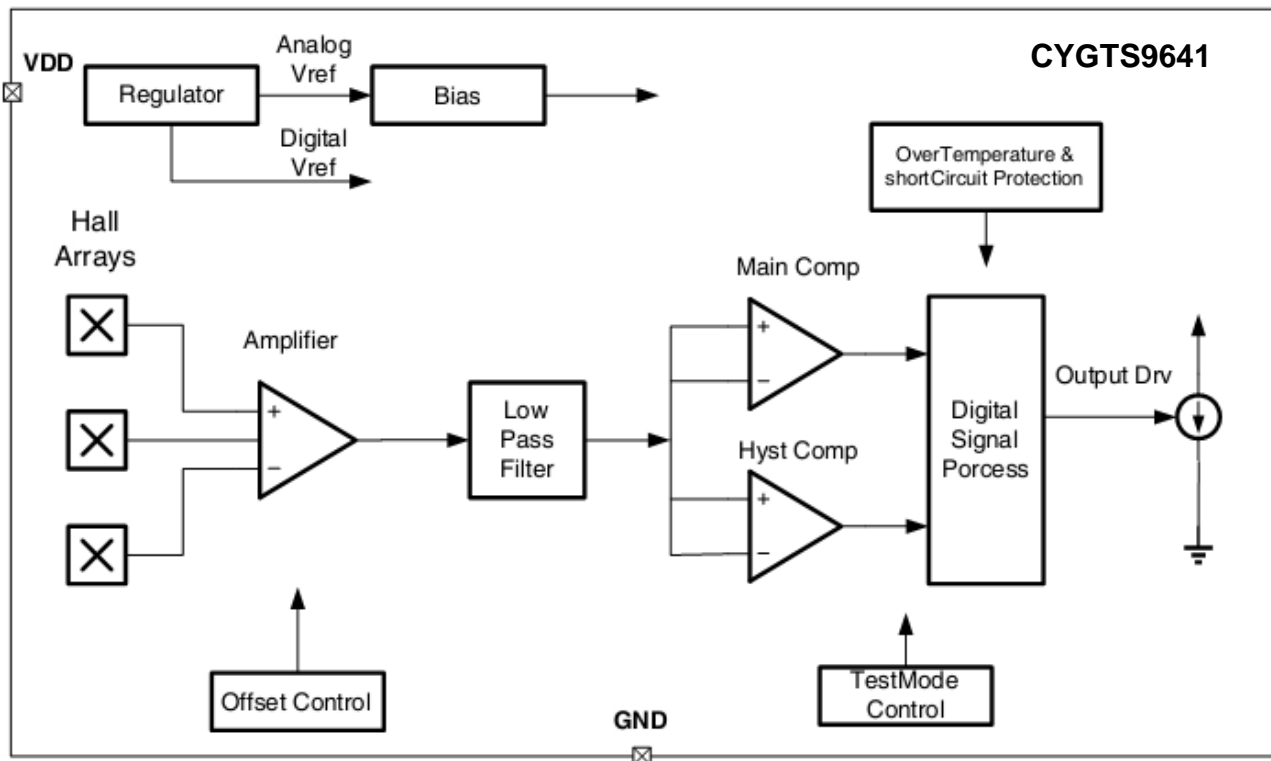 CYGTS9641
VDD
Analog
Vref
Regulator
Bias
Digital
Vref
OverTemperature &
shortCircuit Protection
Hall
Arrays
Main Comp
Amplifier
+
−
+
−
Low
Pass
Filter
Hyst Comp
+
−
Digital
Signal
Porcess
Output Drv
Offset Control
TestMode
Control
GND